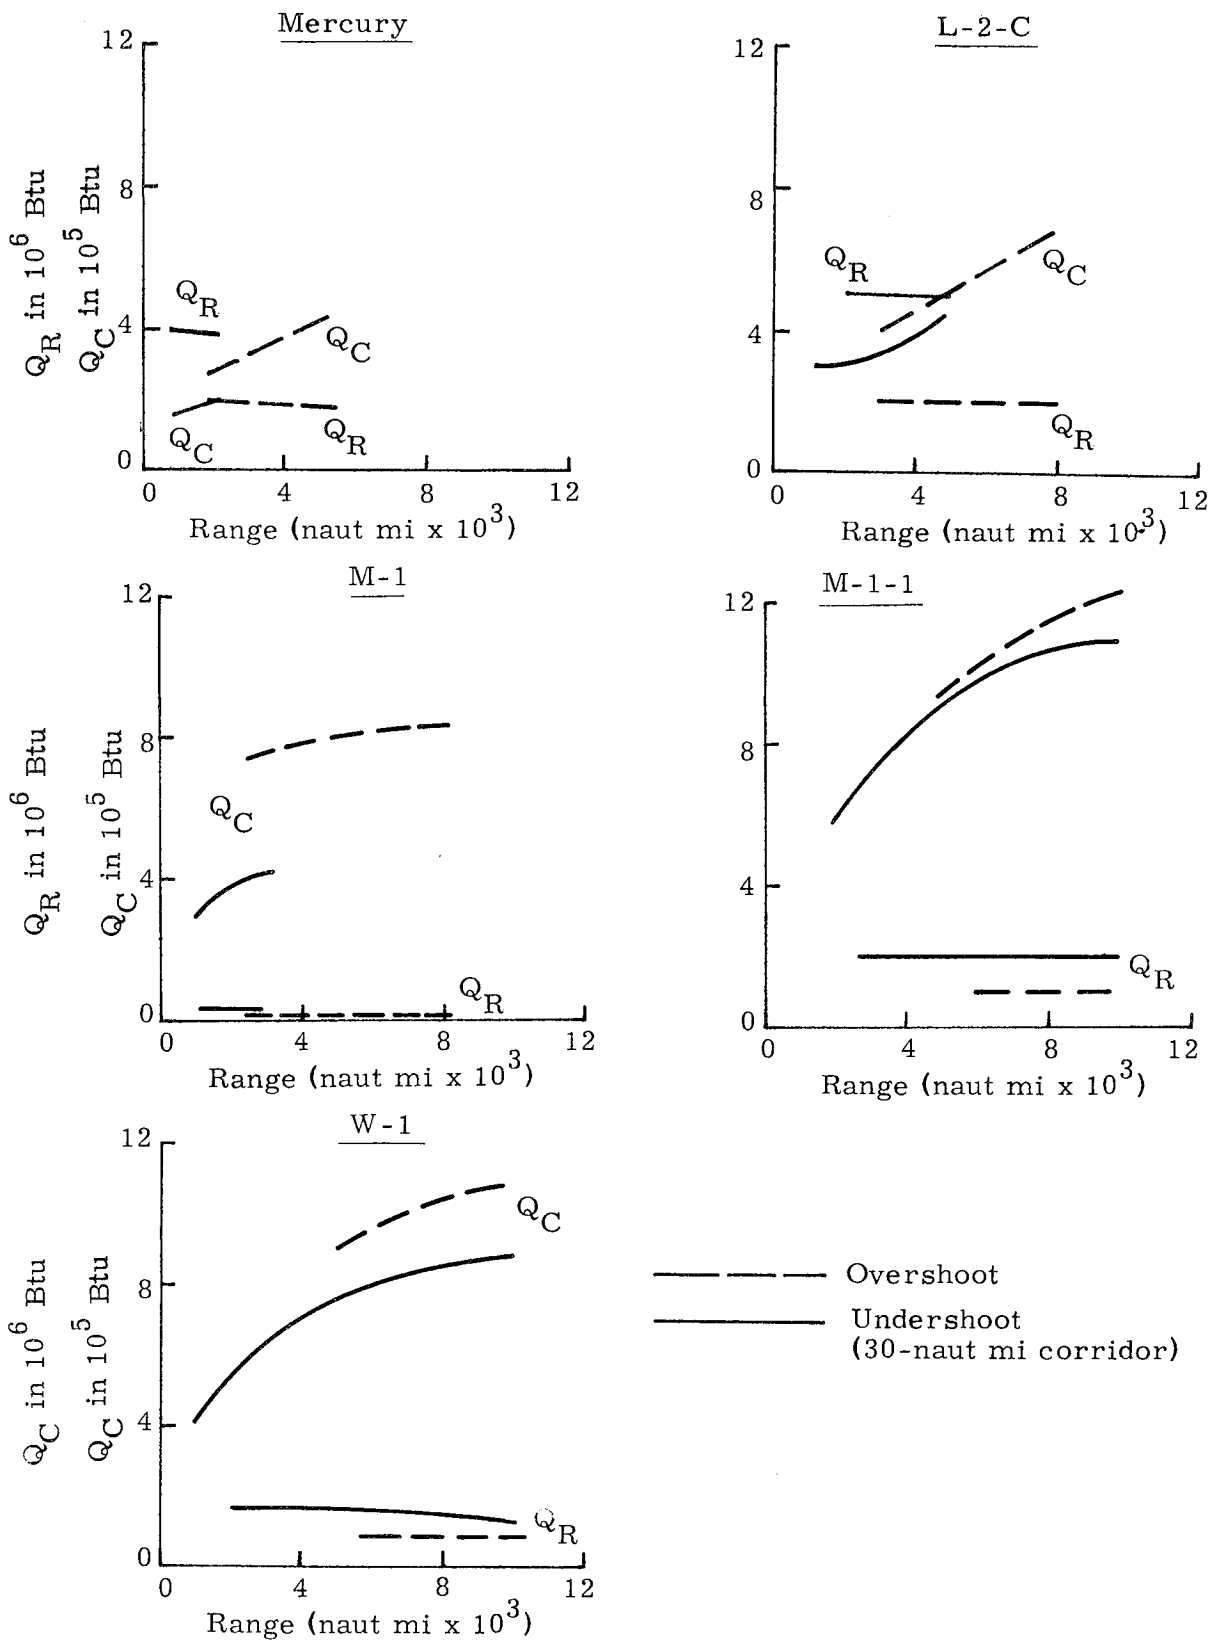 Mercury
12
8
4
0
Q_R in 10^6 Btu
Q_C in 10^5 Btu
Q_R
Q_C
Q_C
Q_R
0 4 8 12
Range (naut mi x 10^3)
L-2-C
12
8
4
0
Q_R
Q_C
Q_R
0 4 8 12
Range (naut mi x 10^3)
M-1
12
8
4
0
Q_R in 10^6 Btu
Q_C in 10^5 Btu
Q_C
Q_R
0 4 8 12
Range (naut mi x 10^3)
M-1-1
12
8
4
0
Q_R
0 4 8 12
Range (naut mi x 10^3)
W-1
12
8
4
0
Q_C in 10^6 Btu
Q_C in 10^5 Btu
Q_C
Q_R
0 4 8 12
Range (naut mi x 10^3)
Overshoot
Undershoot
(30-naut mi corridor)